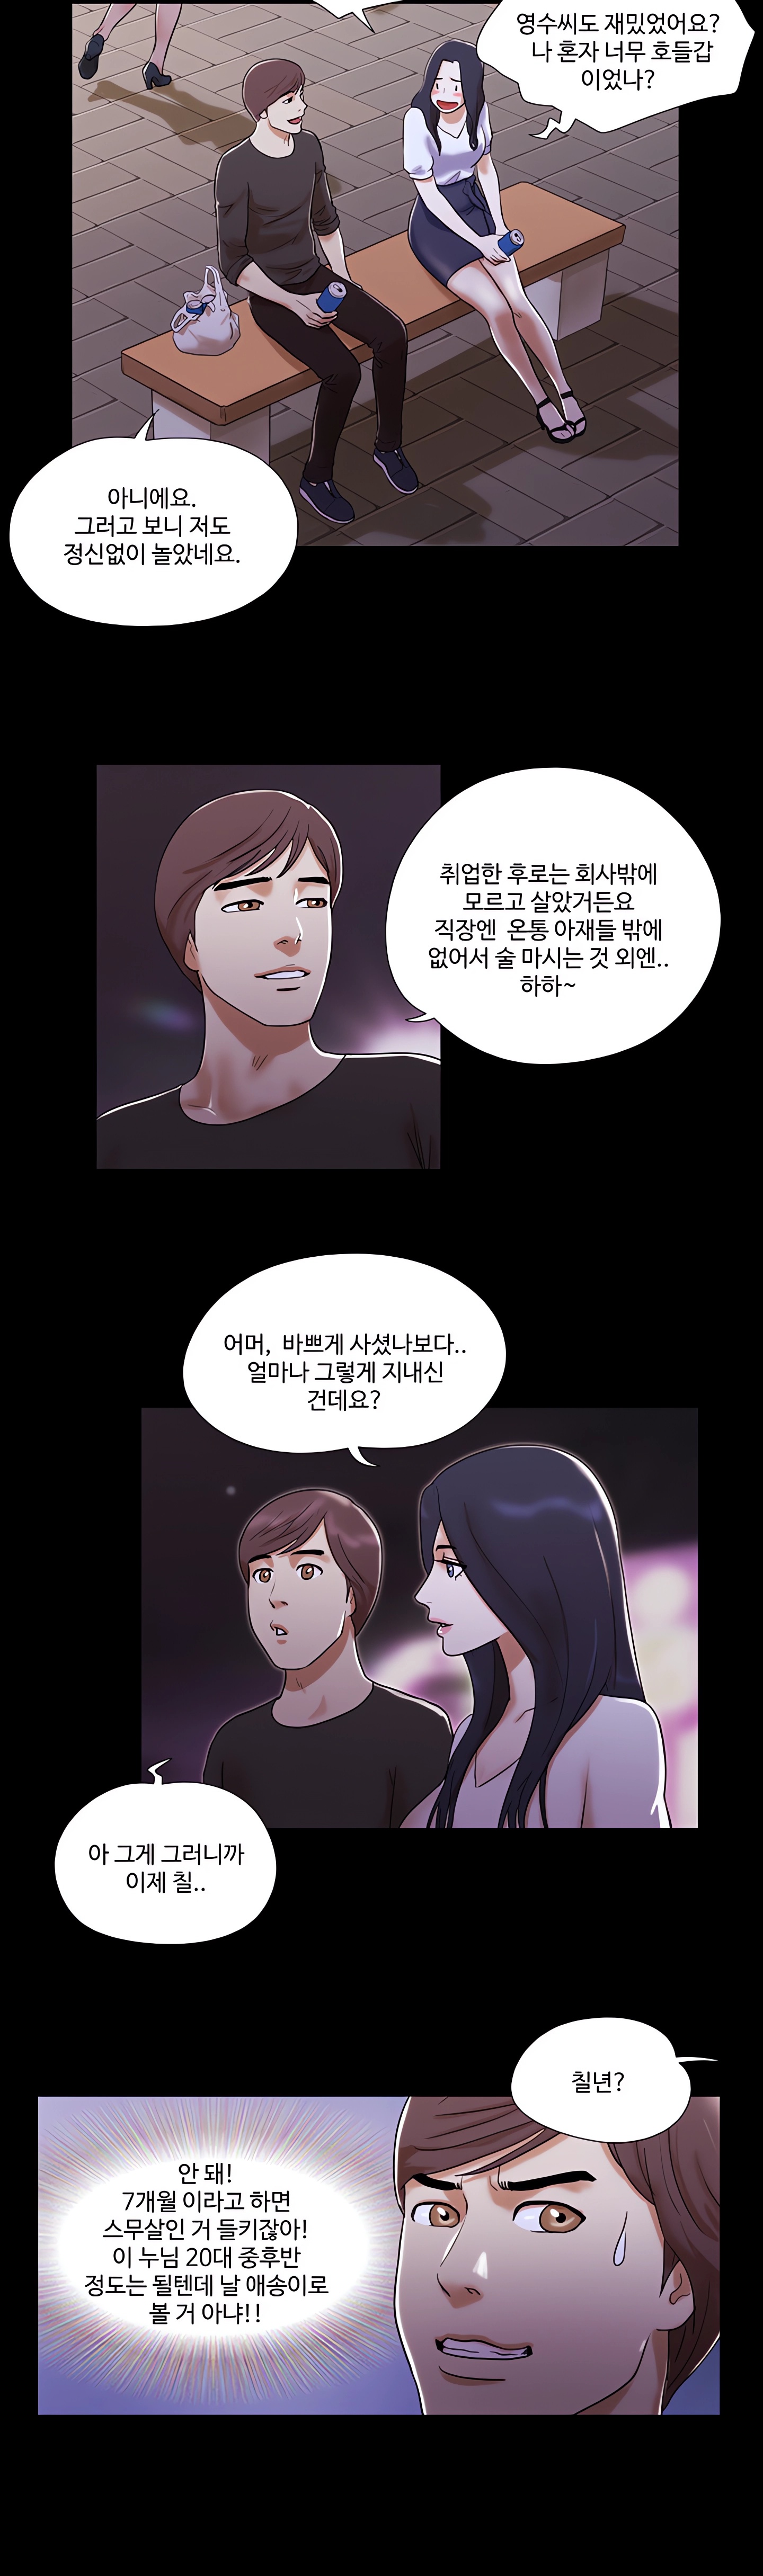 영수씨도 재밌었어요?
나 혼자 너무 호들갑
이었나?
아니에요.
그러고 보니 저도
정신없이 놀았네요.
취업한 후로는 회사밖에
모르고 살았거든요
직장엔 온통 아재들 밖에
없어서 술 마시는 것 외엔..
하하~
어머, 바쁘게 사셨나보다..
얼마나 그렇게 지내신
건데요?
아 그게 그러니까
이제 칠..
칠년?
안 돼!
7개월 이라고 하면
스무살인 거 들키잖아!
이 누님 20대 중후반
정도는 될텐데 날 애송이로
볼 거 아냐!!